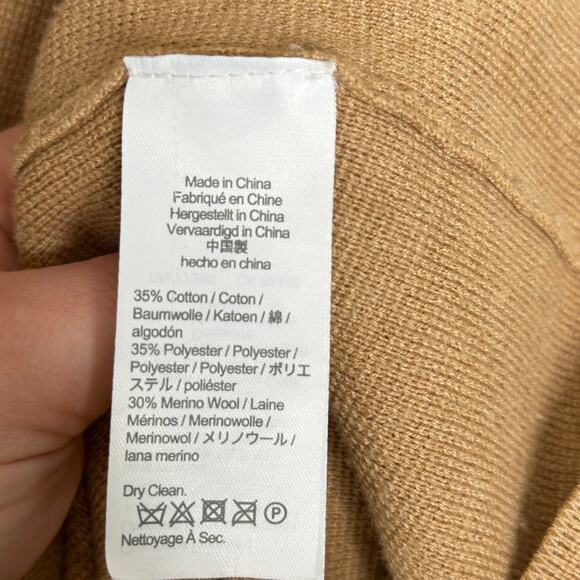 Made in China
Fabriqué en Chine
Hergestellt in China
Vervaardigd in China
中国製
hecho en china
35% Cotton / Coton /
Baumwolle / Katoen / 綿 /
algodón
35% Polyester / Polyester /
Polyester / Polyester / ポリエ
ステル / poliéster
30% Merino Wool / Laine
Mérinos / Merinowolle /
Merinowol / メリノウール /
lana merino
Dry Clean.
P
Nettoyage À Sec.